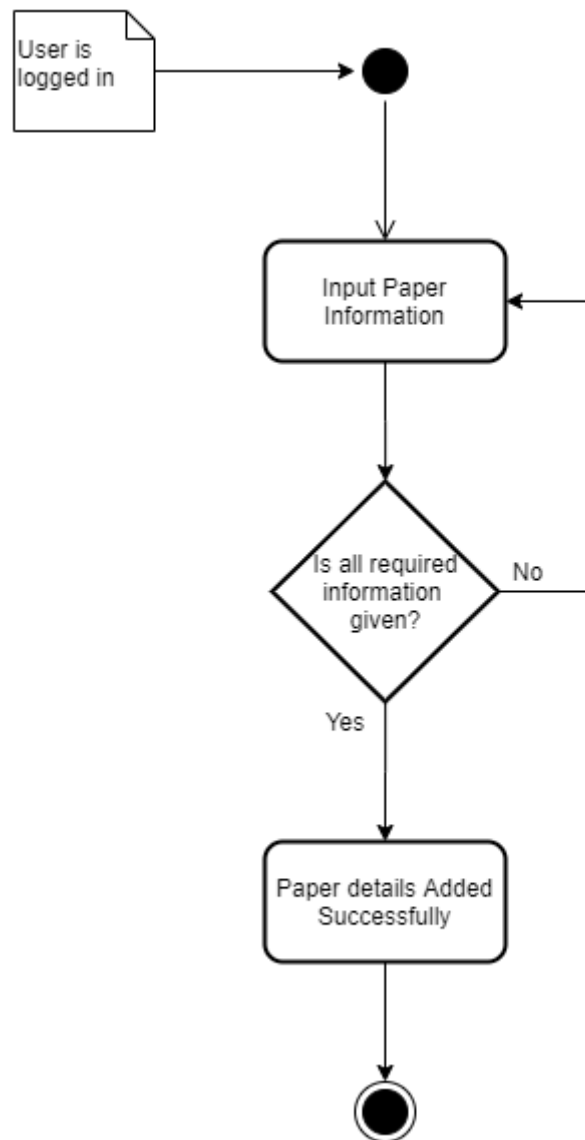 User is
logged in
Input Paper
Information
Is all required
information
given?
No
Yes
Paper details Added
Successfully